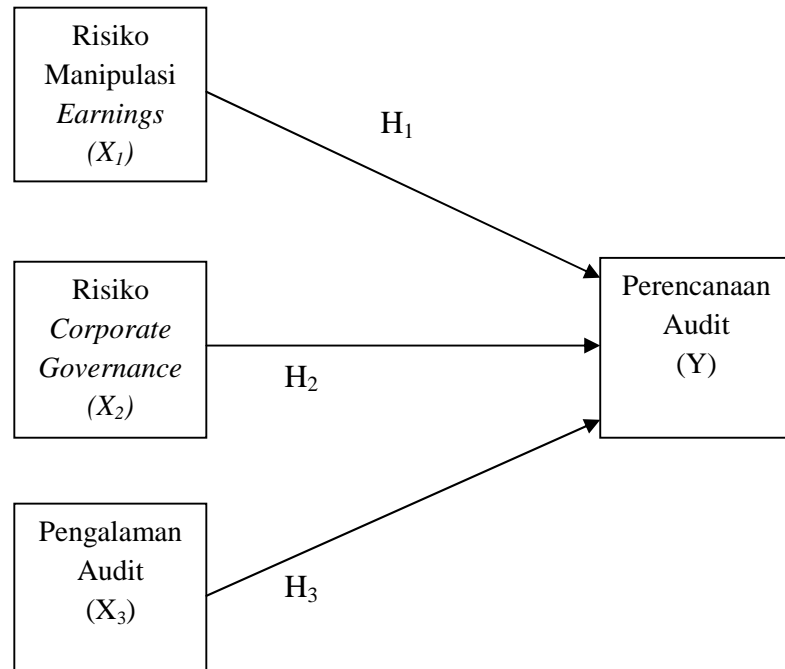 Risiko
Manipulasi
Earnings
(X₁)
H₁
Risiko
Corporate
Governance
(X₂)
H₂
Perencanaan
Audit
(Y)
Pengalaman
Audit
(X₃)
H₃